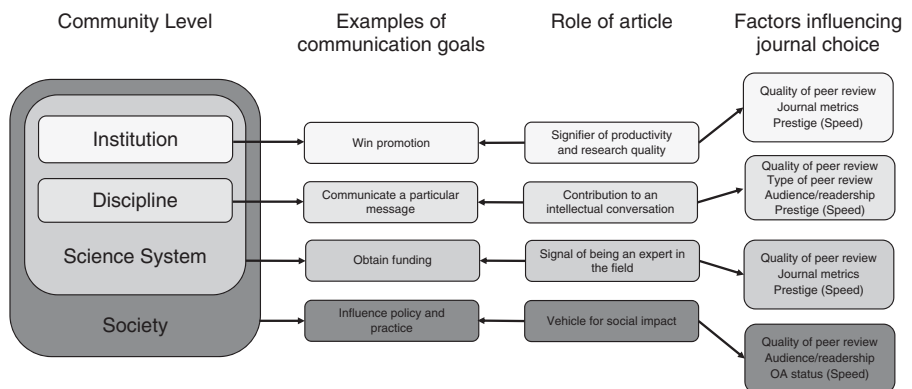 Community Level
Examples of
communication goals
Role of article
Factors influencing
journal choice
Institution
Win promotion
Signifier of productivity
and research quality
Quality of peer review
Journal metrics
Prestige (Speed)
Discipline
Communicate a particular
message
Contribution to an
intellectual conversation
Quality of peer review
Type of peer review
Audience/readership
Prestige (Speed)
Science System
Obtain funding
Signal of being an expert in
the field
Quality of peer review
Journal metrics
Prestige (Speed)
Society
Influence policy and
practice
Vehicle for social impact
Quality of peer review
Audience/readership
OA status (Speed)